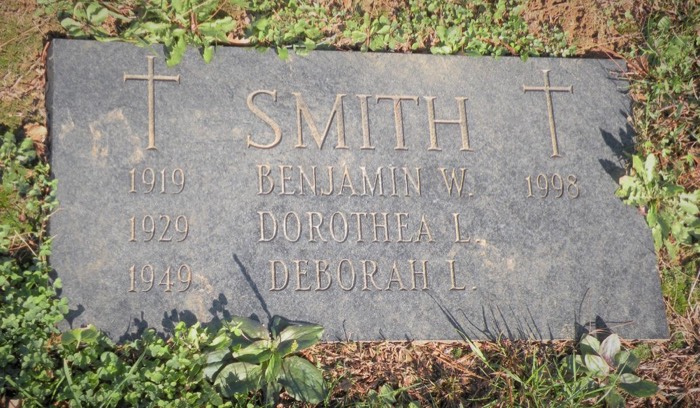 SMITH
1919 BENJAMIN W. 1998
1929 DOROTHEA L.
1949 DEBORAH L.